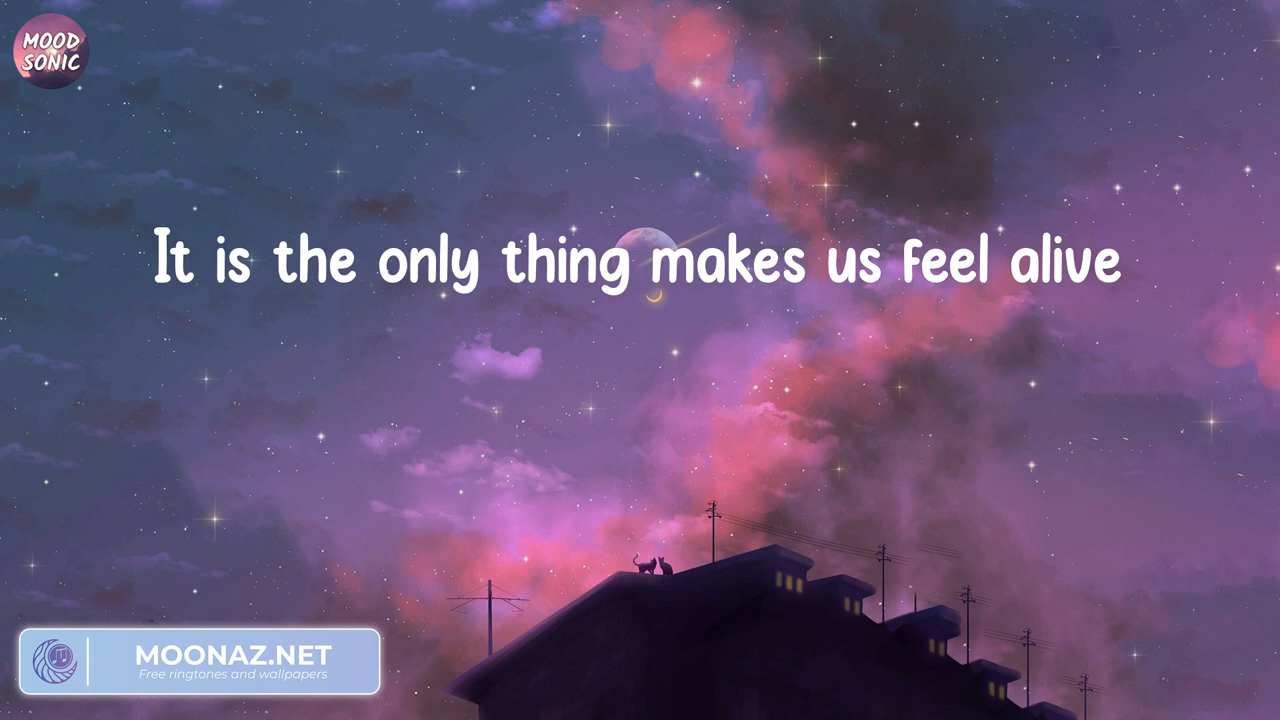 MOOD
SONIC
It is the only thing makes us feel alive
MOONAZ.NET
Free ringtones and wallpapers